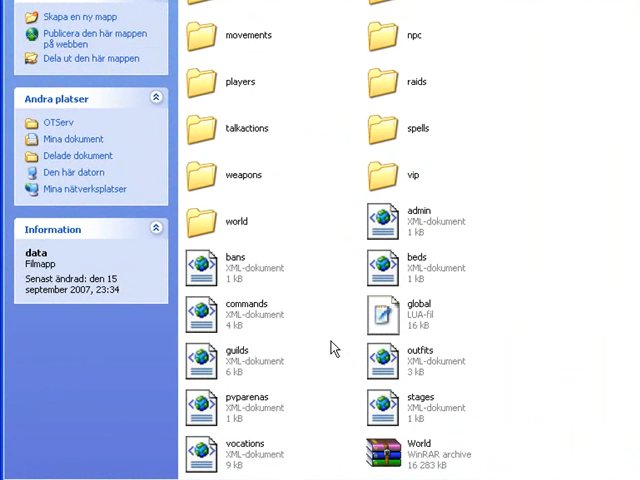 Skapa en ny mapp
Publicera den här mappen
på webben
Dela ut den här mappen
Andra platser
OTServ
Mina dokument
Delade dokument
Den här datorn
Mina nätverksplatser
Information
data
Filmapp
Senast ändrad: den 15
september 2007, 23:34
movements
npc
players
raids
talkactions
spells
weapons
vip
world
admin
XML-dokument
1 kB
bans
XML-dokument
1 kB
beds
XML-dokument
1 kB
commands
XML-dokument
4 kB
global
LUA-fil
16 kB
guilds
XML-dokument
6 kB
outfits
XML-dokument
3 kB
pvparenas
XML-dokument
1 kB
stages
XML-dokument
1 kB
vocations
XML-dokument
9 kB
World
WinRAR archive
16 283 kB